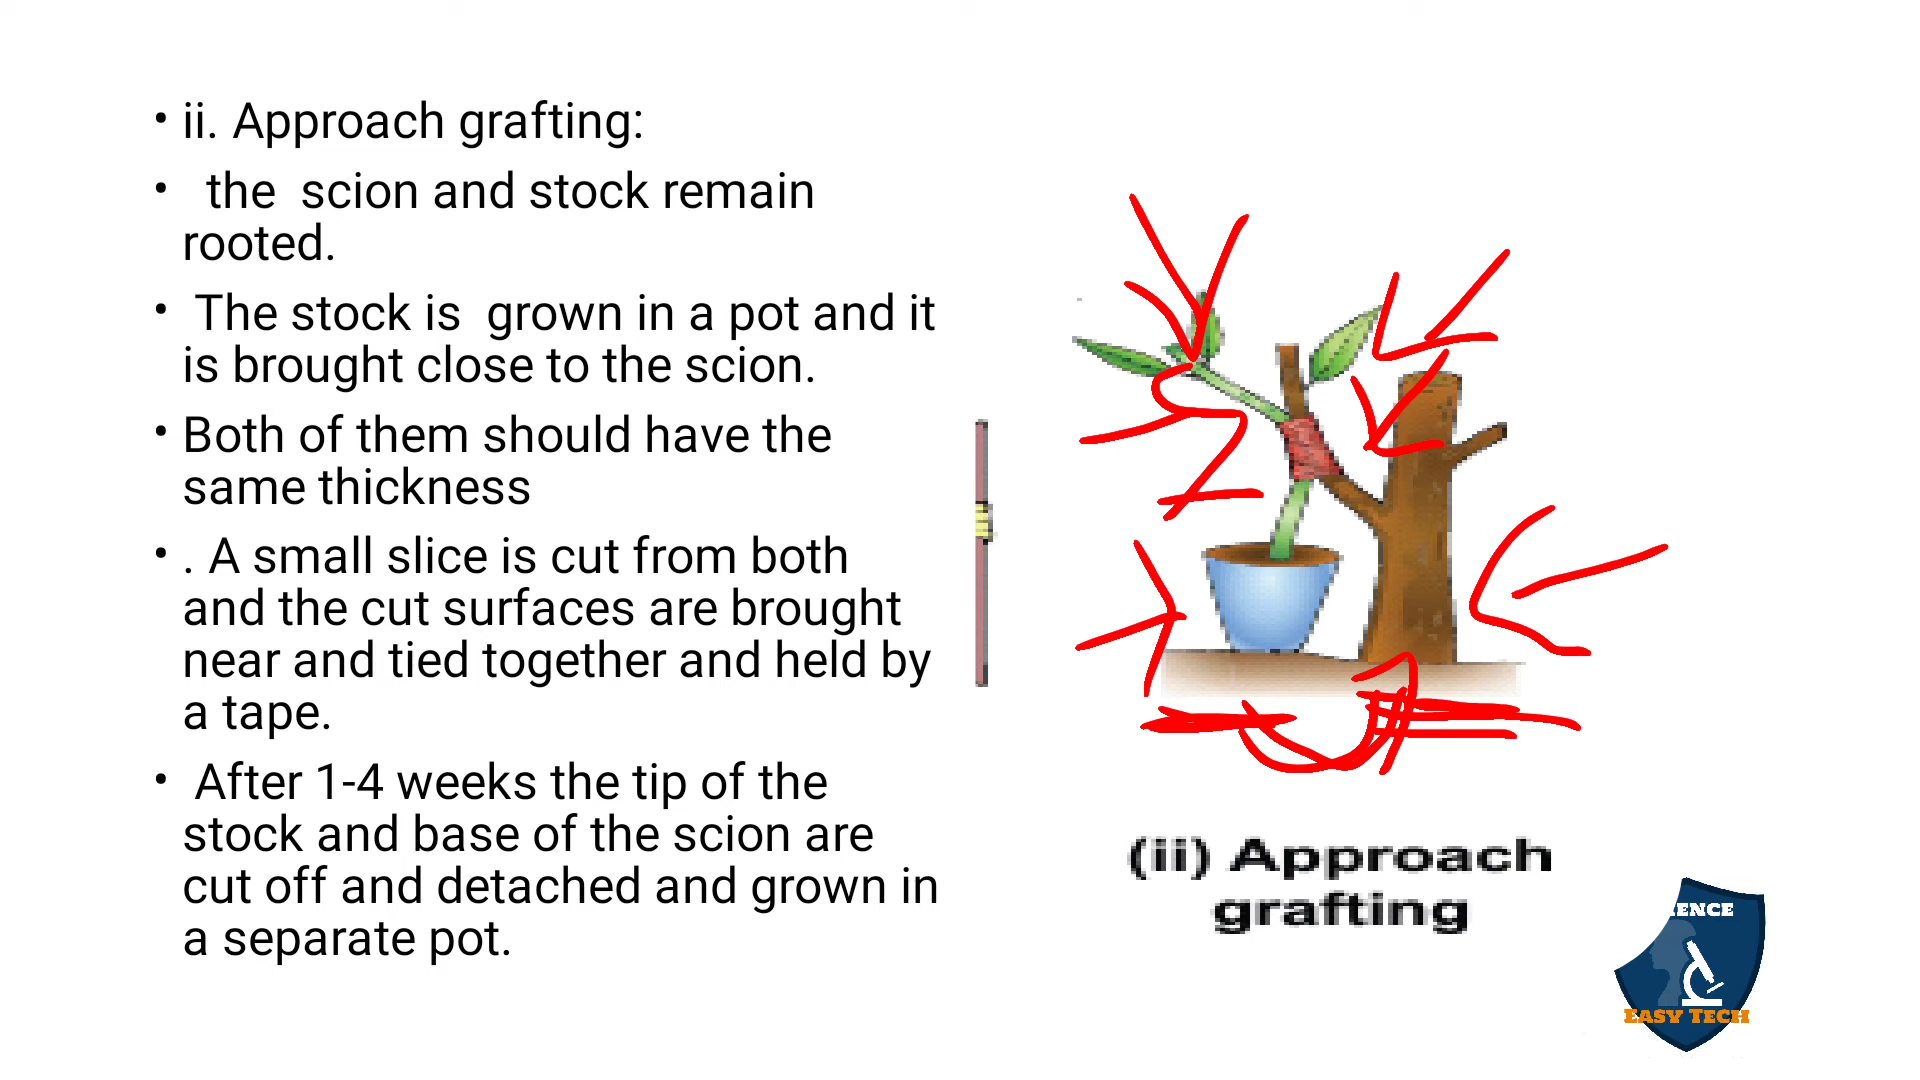 • ii. Approach grafting:
• the scion and stock remain
rooted.
• The stock is grown in a pot and it
is brought close to the scion.
• Both of them should have the
same thickness
• . A small slice is cut from both
and the cut surfaces are brought
near and tied together and held by
a tape.
• After 1-4 weeks the tip of the
stock and base of the scion are
cut off and detached and grown in
a separate pot.
(ii) Approach
grafting
IENCE
EASY TECH